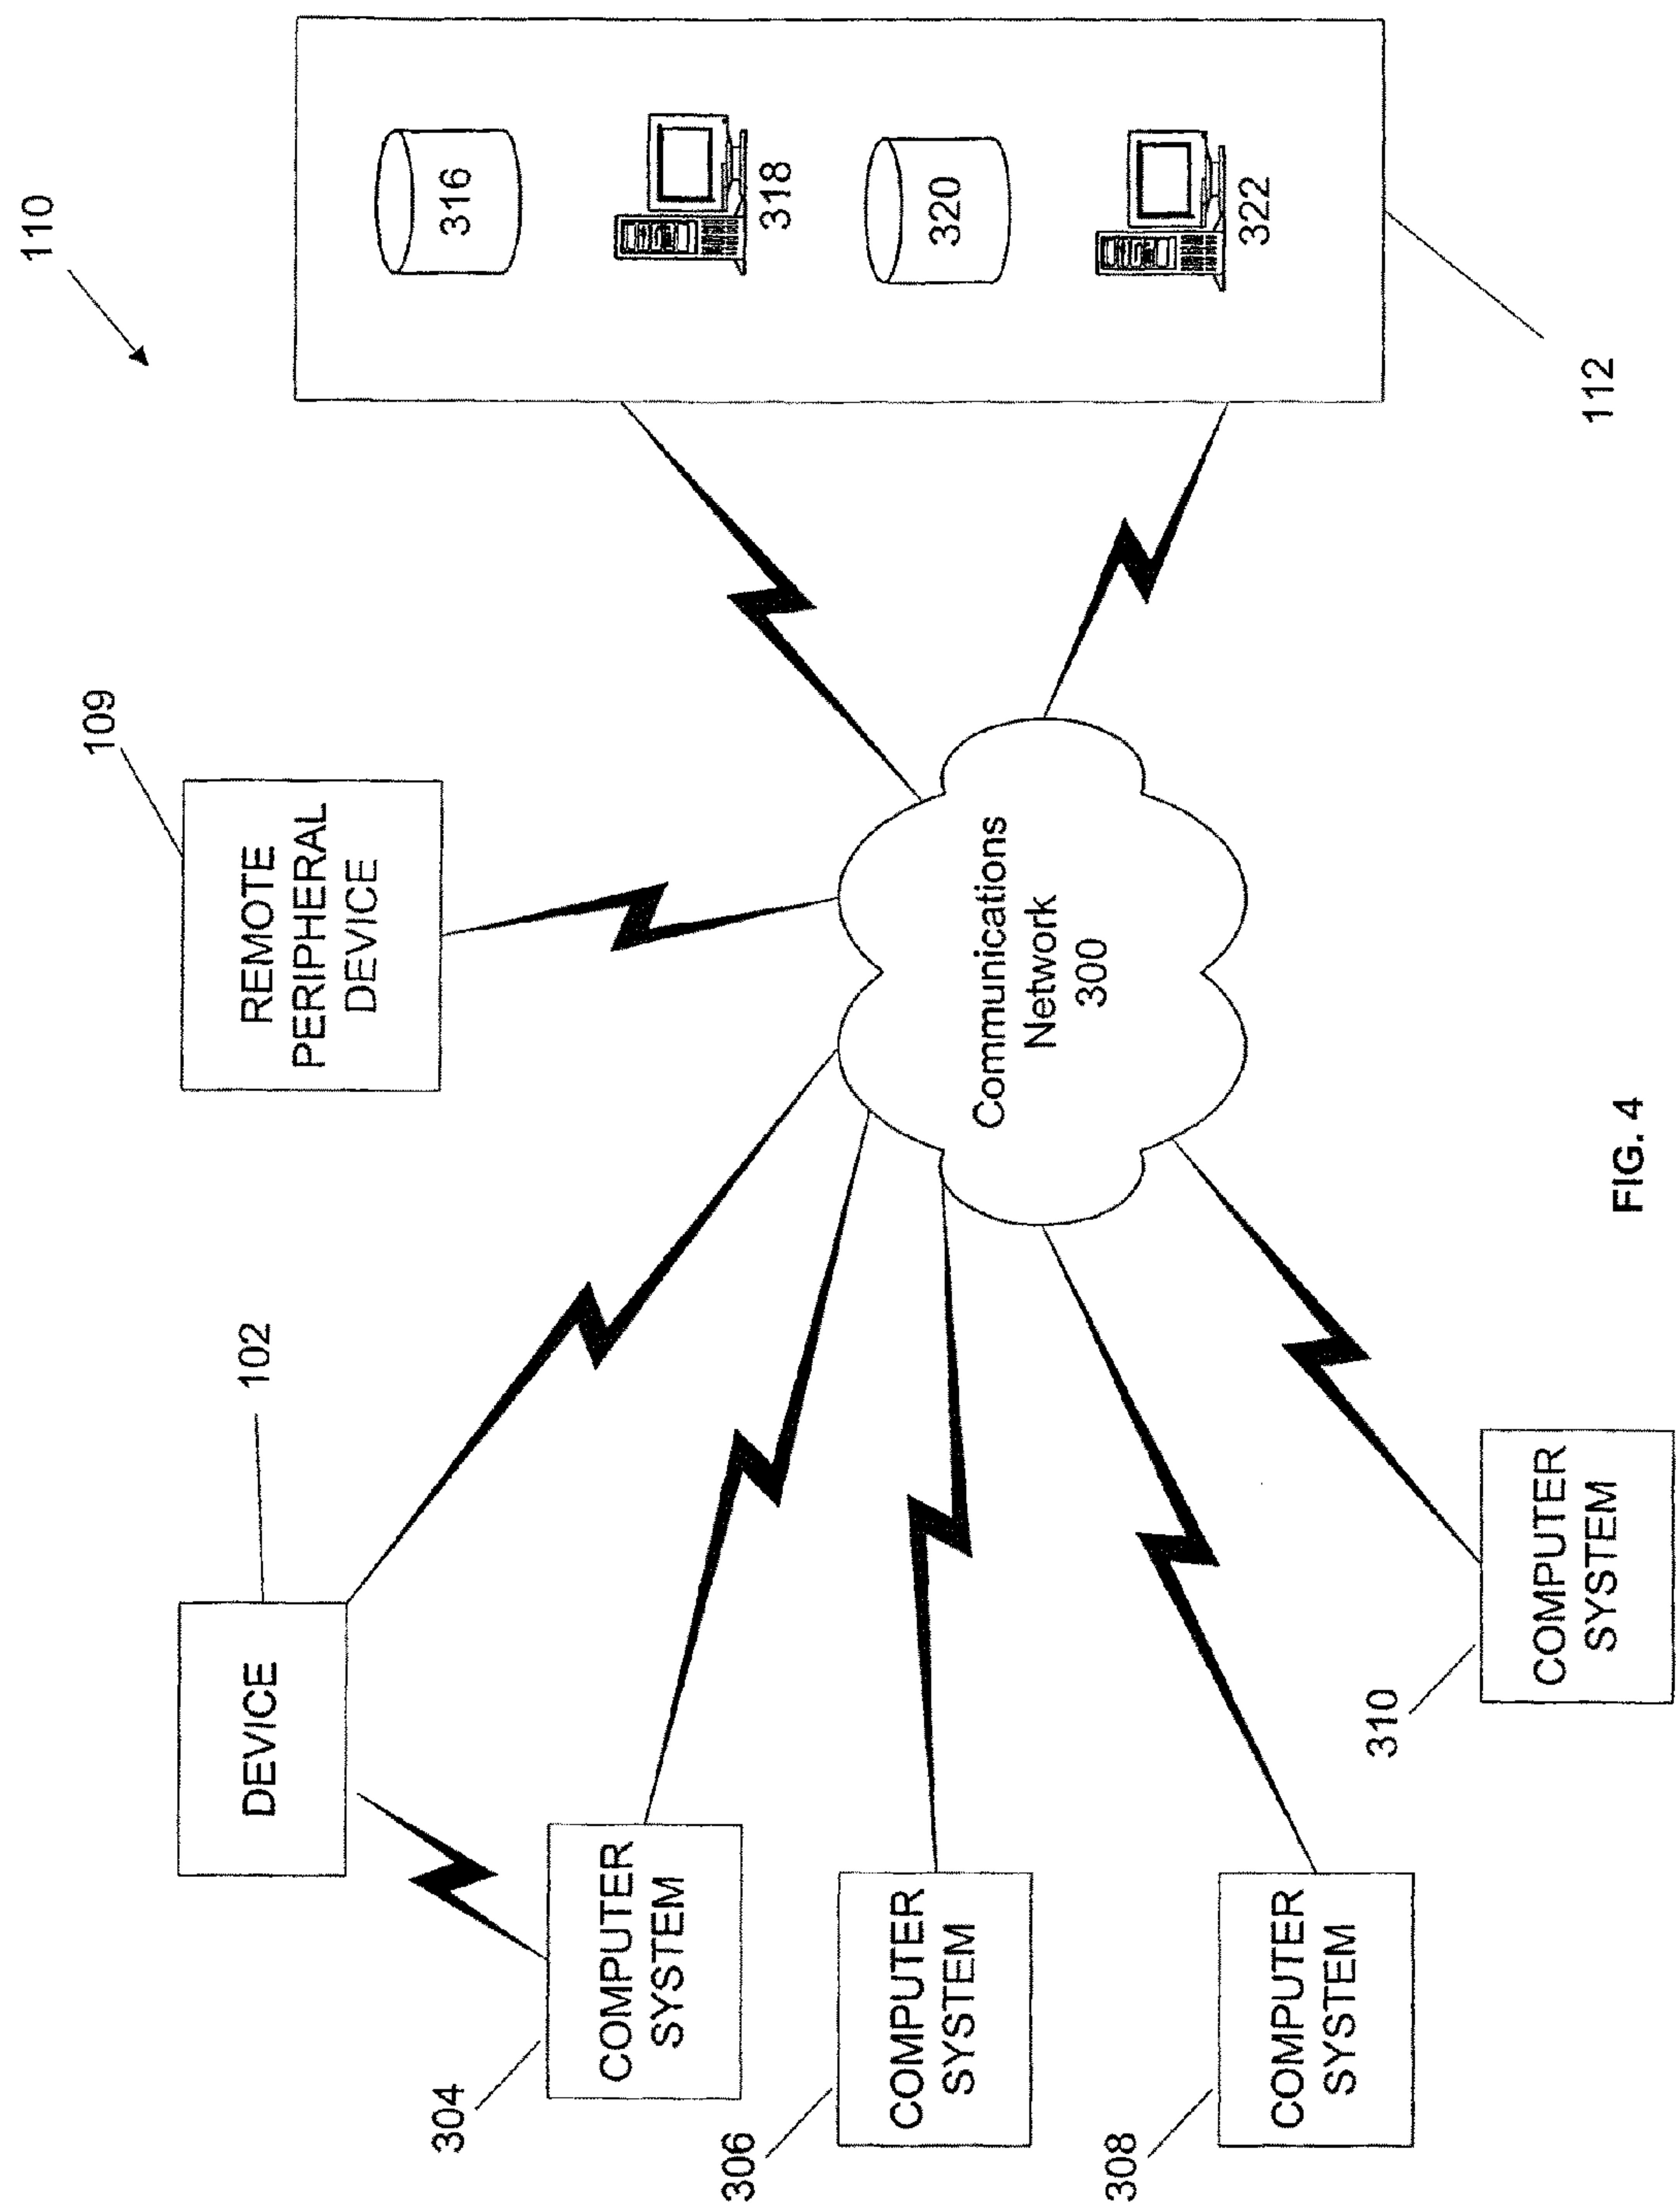 110
109
REMOTE
PERIPHERAL
DEVICE
102
DEVICE
316
318
320
322
112
304
COMPUTER
SYSTEM
306
COMPUTER
SYSTEM
308
COMPUTER
SYSTEM
310
COMPUTER
SYSTEM
Communications
Network
300
FIG. 4